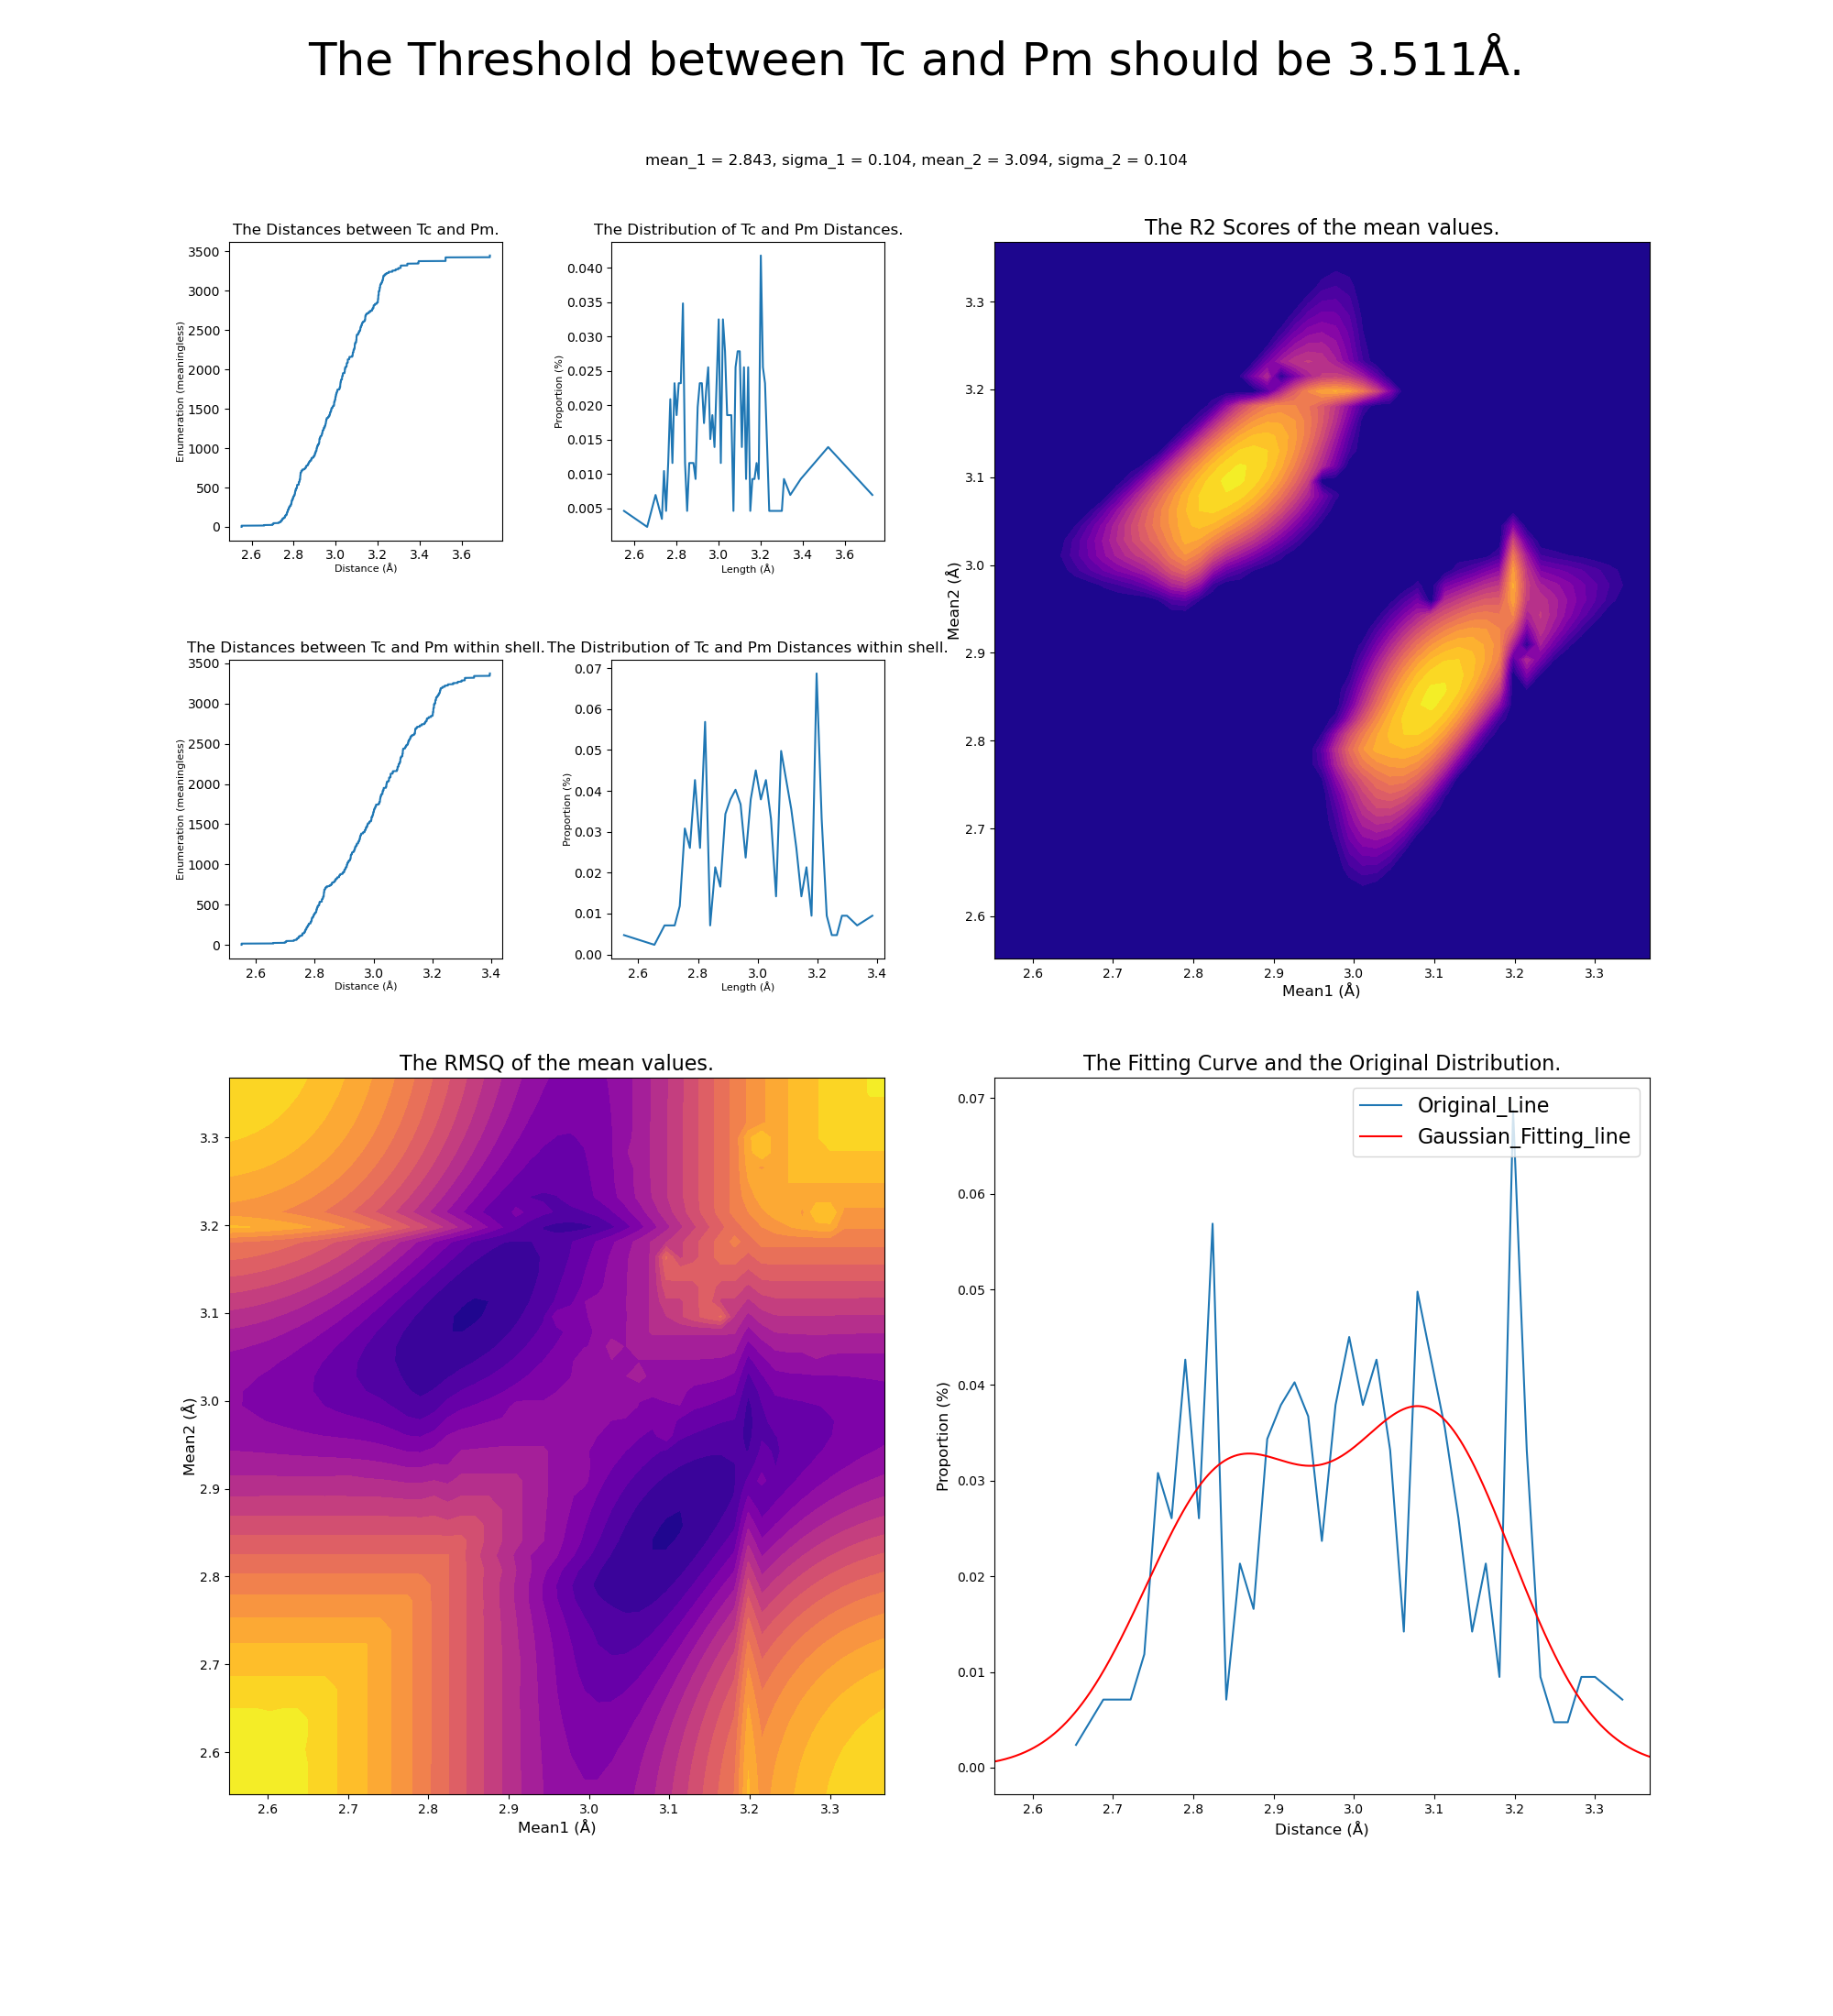 The Threshold between Tc and Pm should be 3.511Å.
mean_1 = 2.843, sigma_1 = 0.104, mean_2 = 3.094, sigma_2 = 0.104
The Distances between Tc and Pm.
3500
3000
2500
2000
1500
1000
500
0
Enumeration (meaningless)
2.6 2.8 3.0 3.2 3.4 3.6
Distance (Å)
The Distribution of Tc and Pm Distances.
0.040
0.035
0.030
0.025
0.020
0.015
0.010
0.005
Proportion (%)
2.6 2.8 3.0 3.2 3.4 3.6
Length (Å)
The R2 Scores of the mean values.
3.3
3.2
3.1
3.0
2.9
2.8
2.7
2.6
Mean2 (Å)
2.6 2.7 2.8 2.9 3.0 3.1 3.2 3.3
Mean1 (Å)
The Distances between Tc and Pm within shell.
3500
3000
2500
2000
1500
1000
500
0
Enumeration (meaningless)
2.6 2.8 3.0 3.2 3.4
Distance (Å)
The Distribution of Tc and Pm Distances within shell.
0.07
0.06
0.05
0.04
0.03
0.02
0.01
0.00
Proportion (%)
2.6 2.8 3.0 3.2 3.4
Length (Å)
The RMSQ of the mean values.
3.3
3.2
3.1
3.0
2.9
2.8
2.7
2.6
Mean2 (Å)
2.6 2.7 2.8 2.9 3.0 3.1 3.2 3.3
Mean1 (Å)
The Fitting Curve and the Original Distribution.
Original_Line
Gaussian_Fitting_line
0.07
0.06
0.05
0.04
0.03
0.02
0.01
0.00
Proportion (%)
2.6 2.7 2.8 2.9 3.0 3.1 3.2 3.3
Distance (Å)